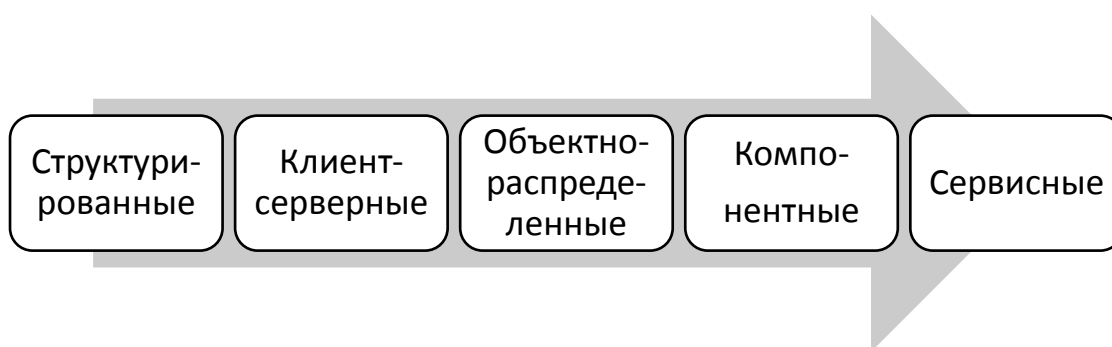 Структури-
рованные
Клиент-
серверные
Объектно-
распреде-
ленные
Компо-
нентные
Сервисные